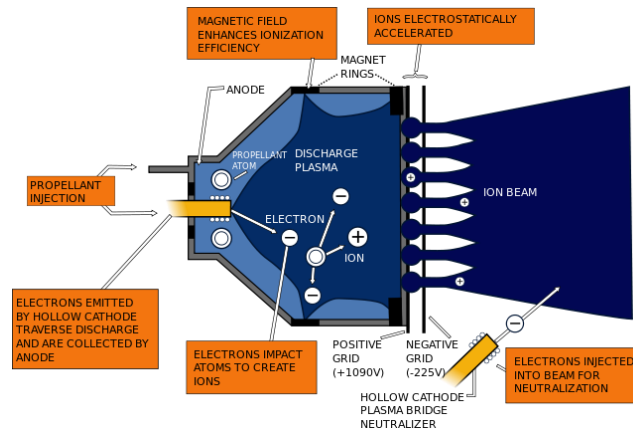 MAGNETIC FIELD
ENHANCES IONIZATION
EFFICIENCY
IONS ELECTROSTATICALLY
ACCELERATED
MAGNET
RINGS
ANODE
PROPELLANT
ATOM
DISCHARGE
PLASMA
PROPELLANT
INJECTION
ELECTRON
ION
ION BEAM
ELECTRONS EMITTED
BY HOLLOW CATHODE
TRAVERSE DISCHARGE
AND ARE COLLECTED BY
ANODE
ELECTRONS IMPACT
ATOMS TO CREATE
IONS
POSITIVE
GRID
(+1090V)
NEGATIVE
GRID
(-225V)
HOLLOW CATHODE
PLASMA BRIDGE
NEUTRALIZER
ELECTRONS INJECTED
INTO BEAM FOR
NEUTRALIZATION